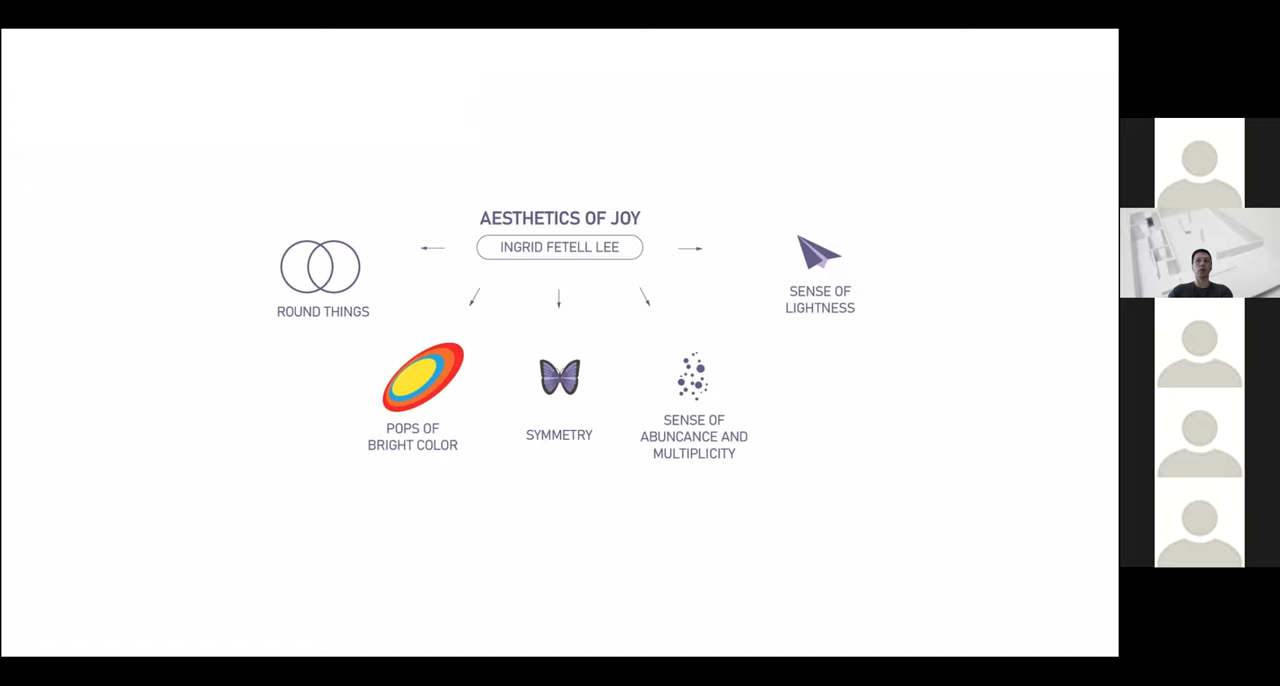 AESTHETICS OF JOY
INGRID FETELL LEE
ROUND THINGS
SENSE OF
LIGHTNESS
POPS OF
BRIGHT COLOR
SYMMETRY
SENSE OF
ABUNCANCE AND
MULTIPLICITY